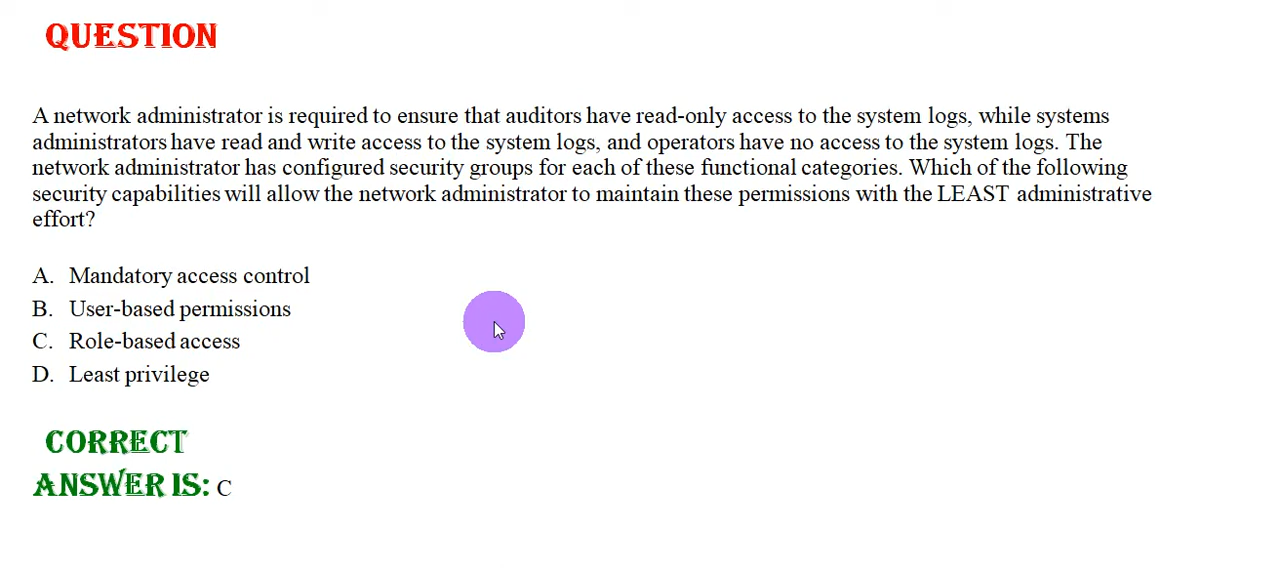 QUESTION
A network administrator is required to ensure that auditors have read-only access to the system logs, while systems
administrators have read and write access to the system logs, and operators have no access to the system logs. The
network administrator has configured security groups for each of these functional categories. Which of the following
security capabilities will allow the network administrator to maintain these permissions with the LEAST administrative
effort?
A. Mandatory access control
B. User-based permissions
C. Role-based access
D. Least privilege
CORRECT
ANSWER IS: C